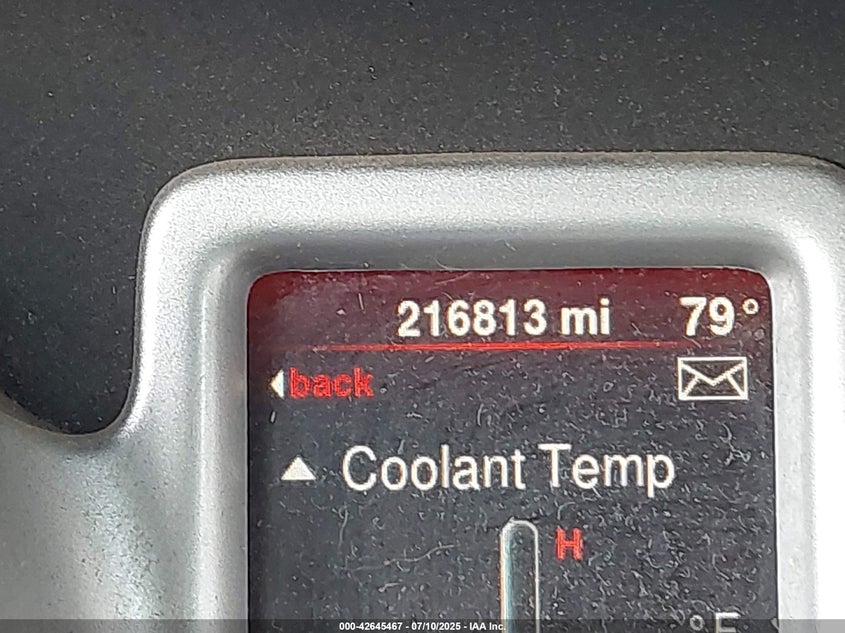 216813 mi 79°
back
Coolant Temp
H
°F
000-42645467 - 07/10/2025 - IAA Inc.